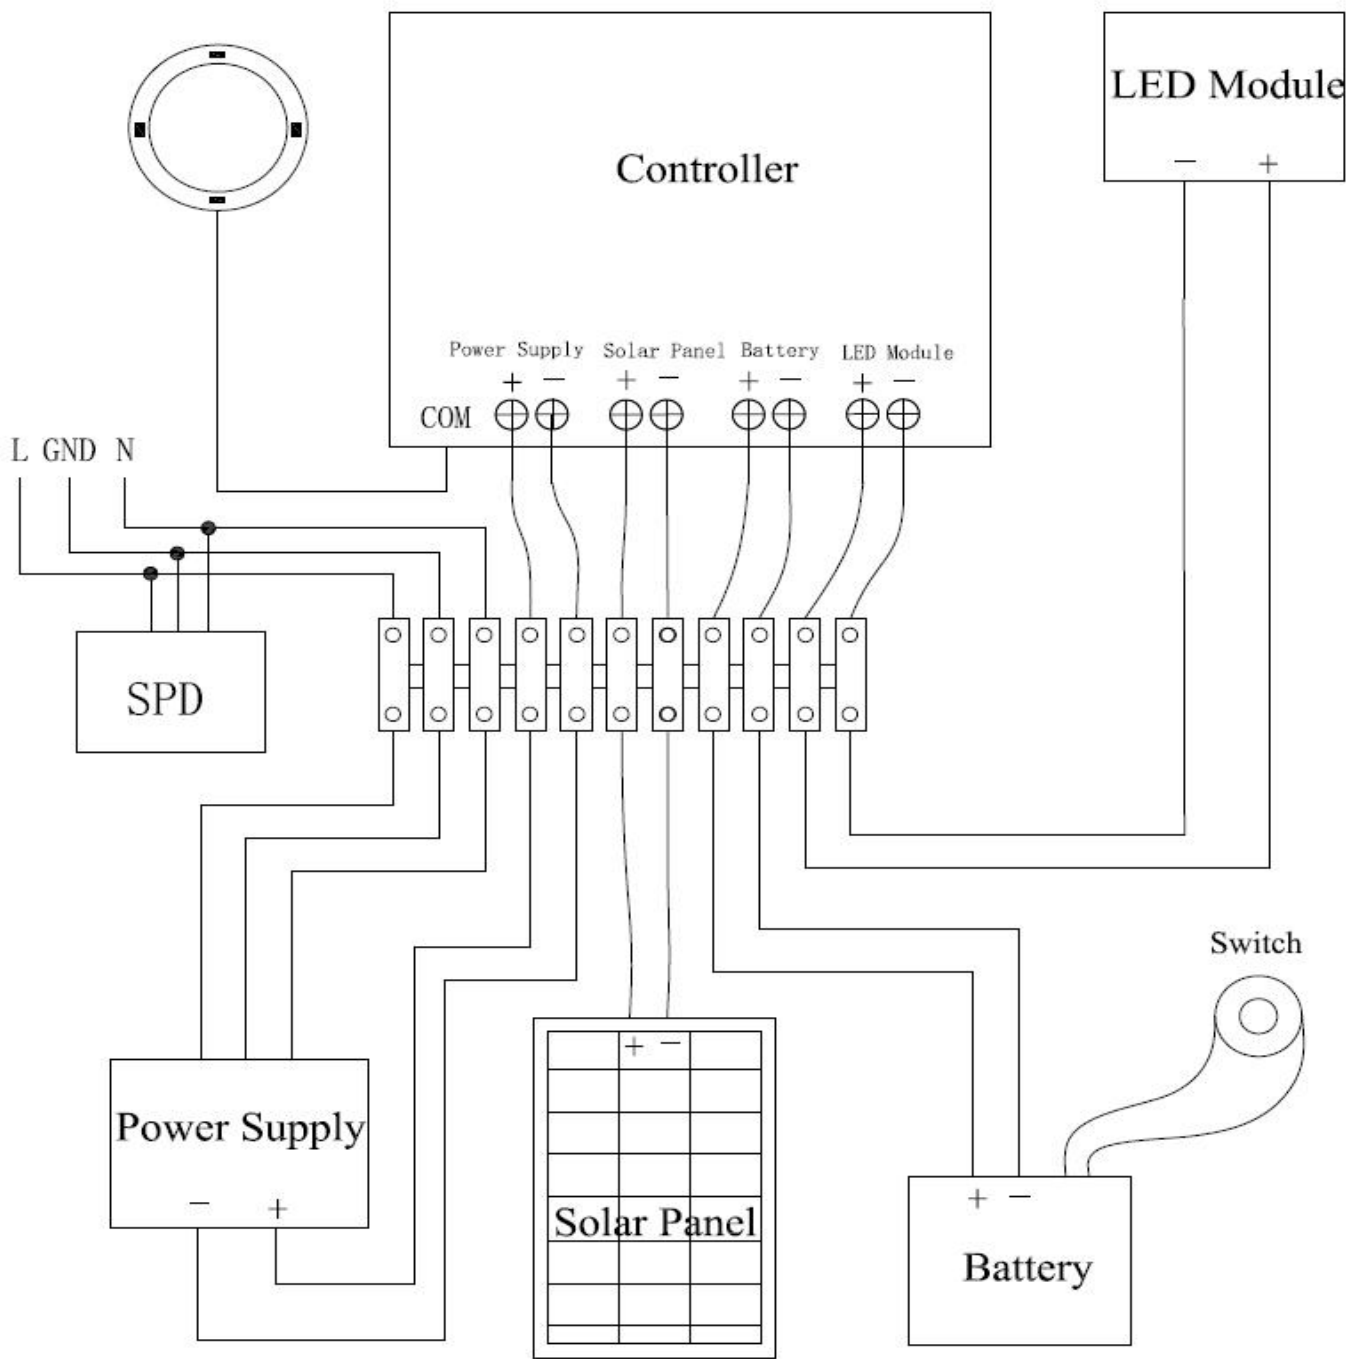 LED Module
− +
Controller
Power Supply Solar Panel Battery LED Module
+ − + − + − + −
COM
L GND N
SPD
Switch
+ −
Power Supply
− +
Solar Panel
+ −
Battery